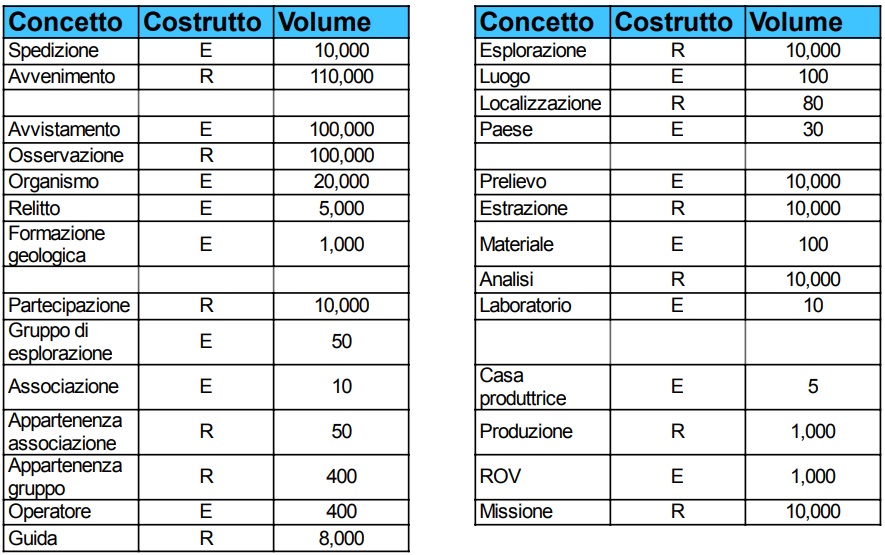 Concetto Costrutto Volume
Spedizione E 10,000
Avvenimento R 110,000
Avvistamento E 100,000
Osservazione R 100,000
Organismo E 20,000
Relitto E 5,000
Formazione
geologica E 1,000
Partecipazione R 10,000
Gruppo di
esplorazione E 50
Associazione E 10
Appartenenza
associazione R 50
Appartenenza
gruppo R 400
Operatore E 400
Guida R 8,000
Concetto Costrutto Volume
Esplorazione R 10,000
Luogo E 100
Localizzazione R 80
Paese E 30
Prelievo E 10,000
Estrazione R 10,000
Materiale E 100
Analisi R 10,000
Laboratorio E 10
Casa
produttrice E 5
Produzione R 1,000
ROV E 1,000
Missione R 10,000